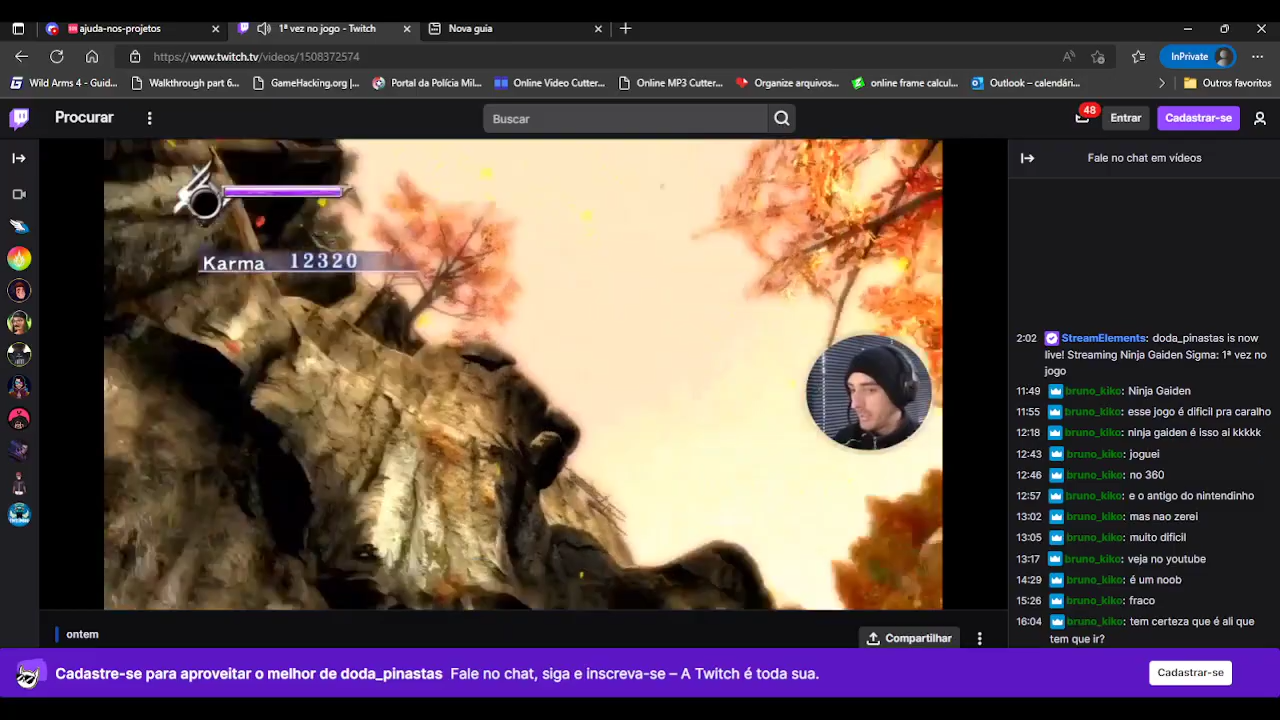 ajuda-nos-projetos
1ª vez no jogo - Twitch
Nova guia
https://www.twitch.tv/videos/1508372574
InPrivate
Wild Arms 4 - Guid...
Walkthrough part 6...
GameHacking.org |...
Portal da Polícia Mil...
Online Video Cutter...
Online MP3 Cutter...
Organize arquivos...
online frame calcul...
Outlook – calendári...
Outros favoritos
Procurar
Buscar
48
Entrar
Cadastrar-se
Fale no chat em vídeos
Karma 12320
2:02 StreamElements: doda_pinastas is now
live! Streaming Ninja Gaiden Sigma: 1ª vez no
jogo
11:49 bruno_kiko: Ninja Gaiden
11:55 bruno_kiko: esse jogo é dificil pra caralho
12:18 bruno_kiko: ninja gaiden é isso ai kkkkk
12:43 bruno_kiko: joguei
12:46 bruno_kiko: no 360
12:57 bruno_kiko: e o antigo do nintendinho
13:02 bruno_kiko: mas nao zerei
13:05 bruno_kiko: muito dificil
13:17 bruno_kiko: veja no youtube
14:29 bruno_kiko: é um noob
15:26 bruno_kiko: fraco
16:04 bruno_kiko: tem certeza que é ali que
tem que ir?
ontem
Compartilhar
Cadastre-se para aproveitar o melhor de doda_pinastas Fale no chat, siga e inscreva-se – A Twitch é toda sua.
Cadastrar-se